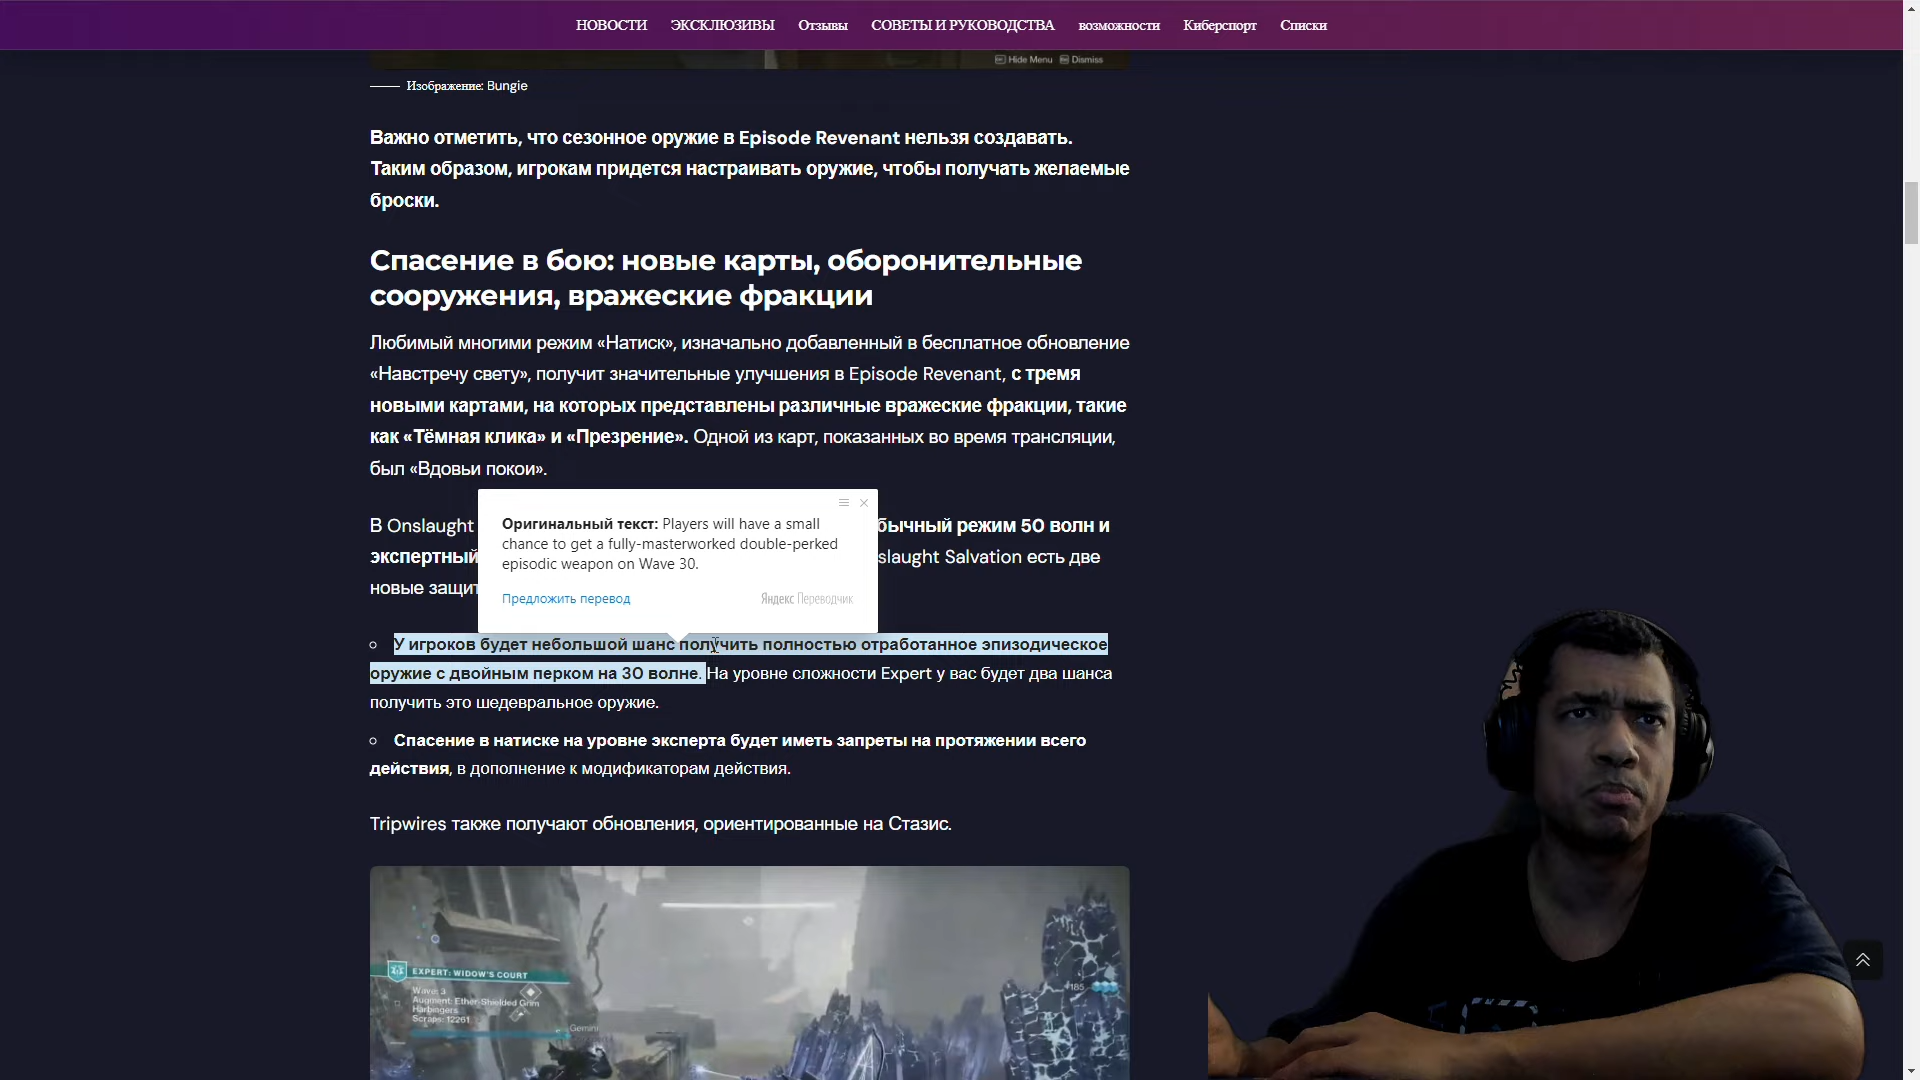 НОВОСТИ ЭКСКЛЮЗИВЫ Отзывы СОВЕТЫ И РУКОВОДСТВА возможности Киберспорт Списки
Hide Menu Dismiss
Изображение: Bungie
Важно отметить, что сезонное оружие в Episode Revenant нельзя создавать.
Таким образом, игрокам придется настраивать оружие, чтобы получать желаемые
броски.
Спасение в бою: новые карты, оборонительные
сооружения, вражеские фракции
Любимый многими режим «Натиск», изначально добавленный в бесплатное обновление
«Навстречу свету», получит значительные улучшения в Episode Revenant, с тремя
новыми картами, на которых представлены различные вражеские фракции, такие
как «Тёмная клика» и «Презрение». Одной из карт, показанных во время трансляции,
был «Вдовьи покои».
В Onslaught бычный режим 50 волн и
экспертный slaught Salvation есть две
новые защит
Оригинальный текст: Players will have a small
chance to get a fully-masterworked double-perked
episodic weapon on Wave 30.
Предложить перевод Яндекс Переводчик
У игроков будет небольшой шанс получить полностью отработанное эпизодическое
оружие с двойным перком на 30 волне. На уровне сложности Expert у вас будет два шанса
получить это шедевральное оружие.
Спасение в натиске на уровне эксперта будет иметь запреты на протяжении всего
действия, в дополнение к модификаторам действия.
Tripwires также получают обновления, ориентированные на Стазис.
EXPERT: WIDOW'S COURT
Wave: 3
Augment: Ether-Shielded Grim
Harbingers
Scraps: 12261
Gemini
+185